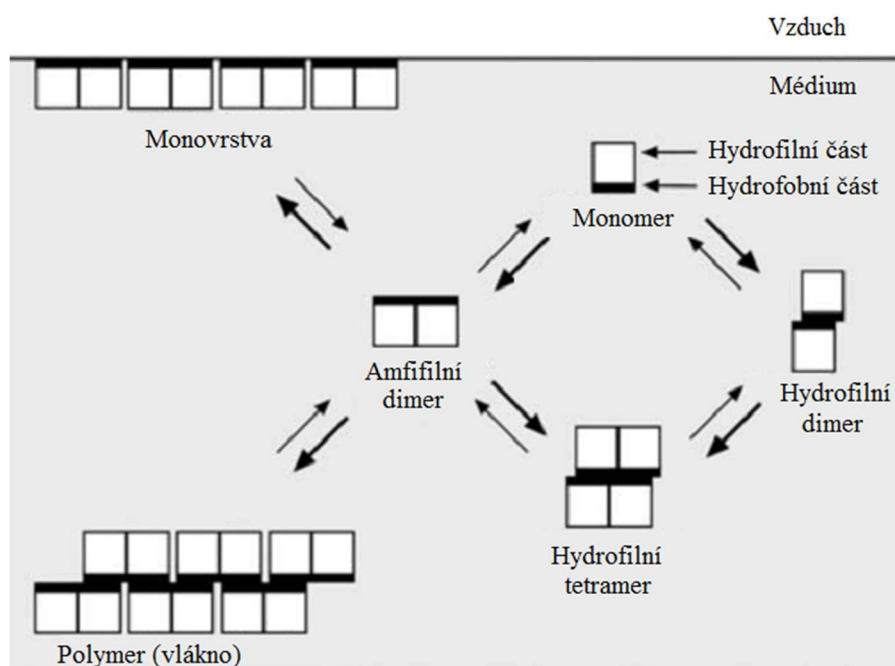 Vzduch
Médium
Monovrstva
Hydrofilní část
Hydrofobní část
Monomer
Amfifilní
dimer
Hydrofilní
dimer
Hydrofilní
tetramer
Polymer (vlákno)